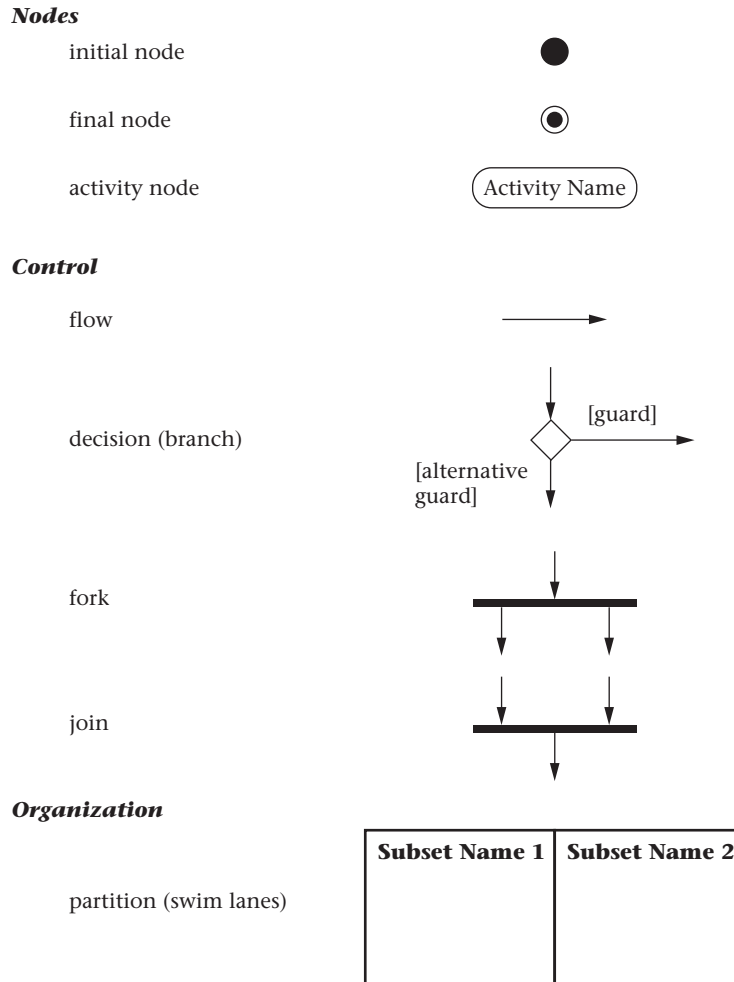 Nodes
initial node
final node
activity node
Activity Name
Control
flow
decision (branch)
[guard]
[alternative
guard]
fork
join
Organization
Subset Name 1
Subset Name 2
partition (swim lanes)